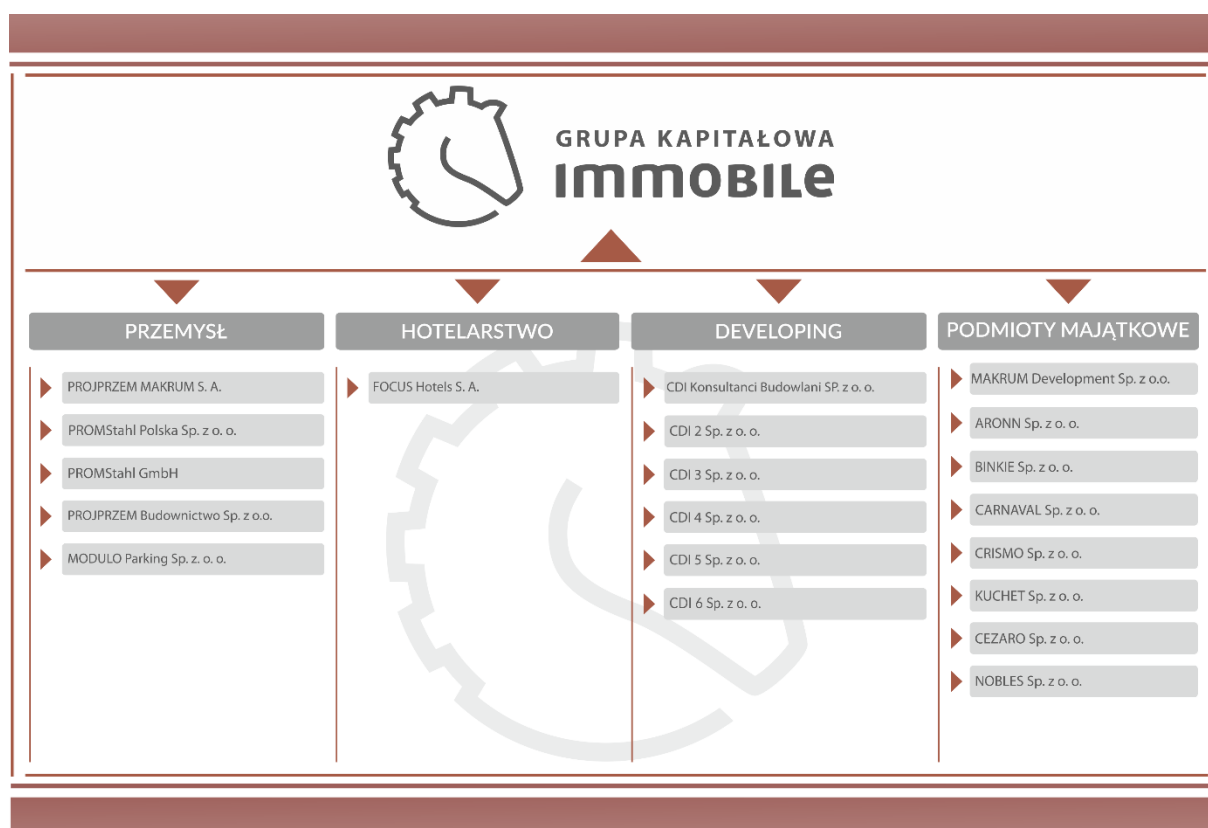 GRUPA KAPITAŁOWA
IMMOBILe
PRZEMYSŁ
PROJPRZEM MAKRUM S. A.
PROMStahl Polska Sp. z o. o.
PROMStahl GmbH
PROJPRZEM Budownictwo Sp. z o.o.
MODULO Parking Sp. z. o. o.
HOTELARSTWO
FOCUS Hotels S. A.
DEVELOPING
CDI Konsultanci Budowlani SP. z o. o.
CDI 2 Sp. z o. o.
CDI 3 Sp. z o. o.
CDI 4 Sp. z o. o.
CDI 5 Sp. z o. o.
CDI 6 Sp. z o. o.
PODMIOTY MAJĄTKOWE
MAKRUM Development Sp. z o.o.
ARONN Sp. z o. o.
BINKIE Sp. z o. o.
CARNAVAL Sp. z o. o.
CRISMO Sp. z o. o.
KUCHET Sp. z o. o.
CEZARO Sp. z o. o.
NOBLES Sp. z o. o.